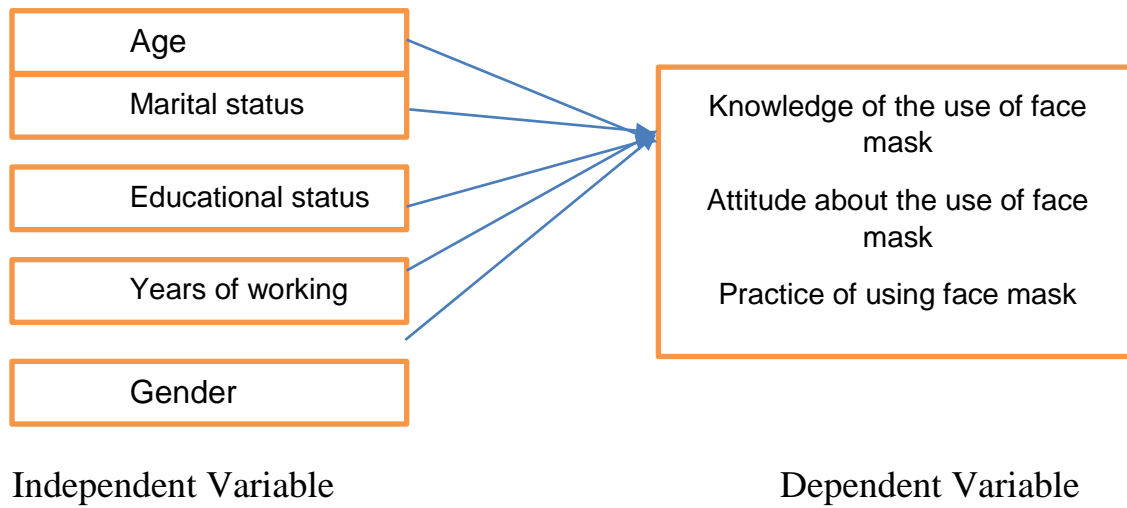 Age
Marital status
Educational status
Years of working
Gender
Knowledge of the use of face
mask
Attitude about the use of face
mask
Practice of using face mask
Independent Variable
Dependent Variable